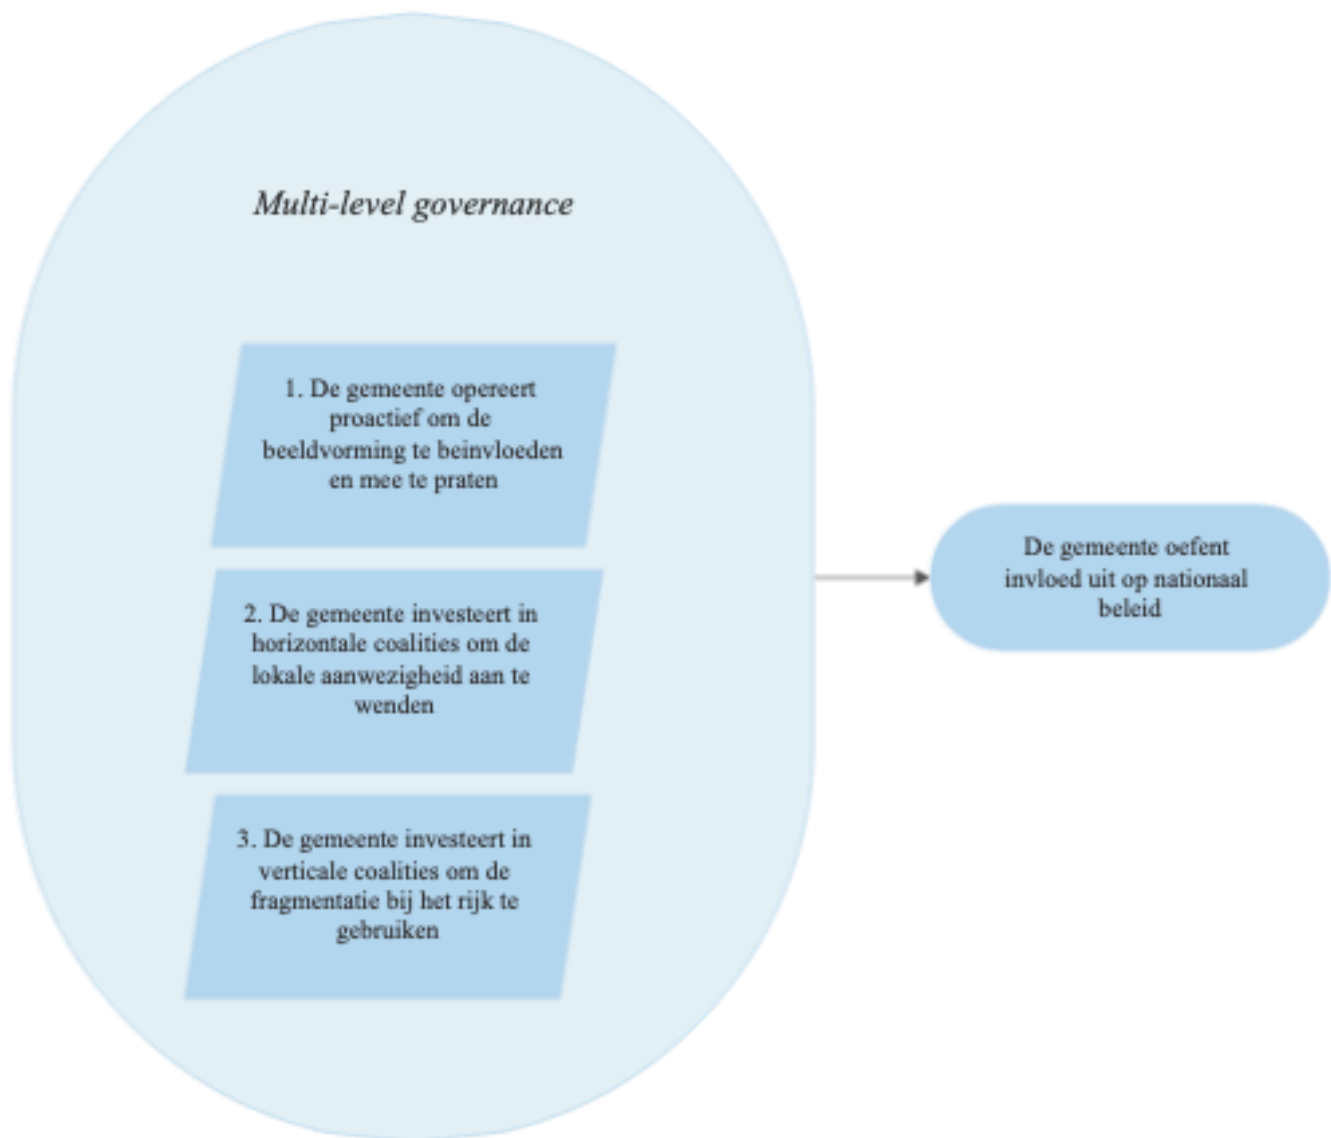 Multi-level governance
1. De gemeente opereert
proactief om de
beeldvorming te beinvloeden
en mee te praten
2. De gemeente investeert in
horizontale coalities om de
lokale aanwezigheid aan te
wenden
3. De gemeente investeert in
verticale coalities om de
fragmentatie bij het rijk te
gebruiken
De gemeente oefent
invloed uit op nationaal
beleid